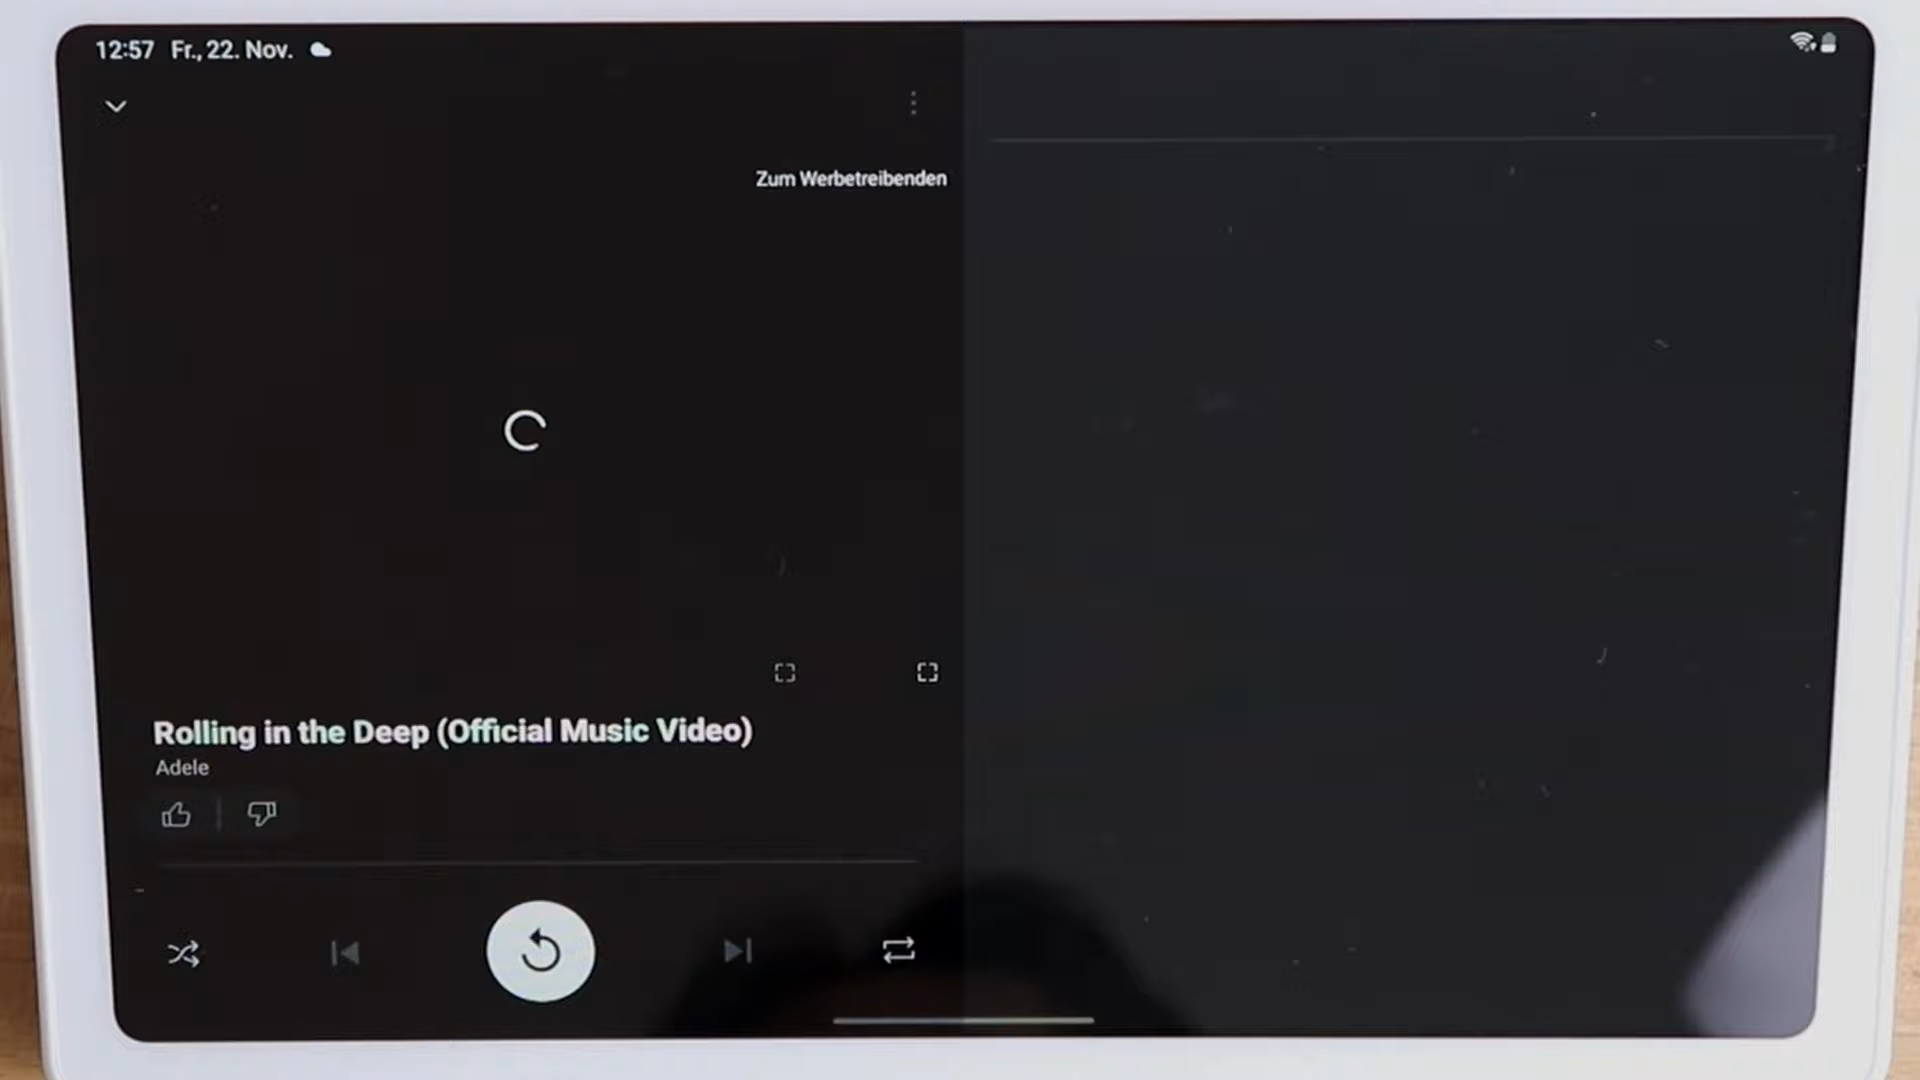 12:57 Fr., 22. Nov.
Zum Werbetreibenden
Rolling in the Deep (Official Music Video)
Adele